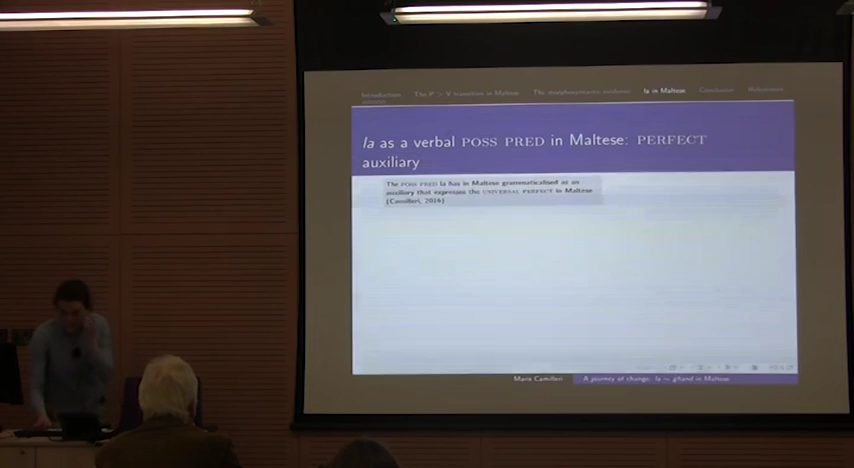 Introduction The P > V transition in Maltese The morphosyntactic evidence la in Maltese Conclusion References
la as a verbal POSS PRED in Maltese: PERFECT
auxiliary
The POSS PRED la has in Maltese grammaticalised as an
auxiliary that expresses the UNIVERSAL PERFECT in Maltese
(Camilleri, 2016)
Maris Camilleri A journey of change: la ~ għand in Maltese